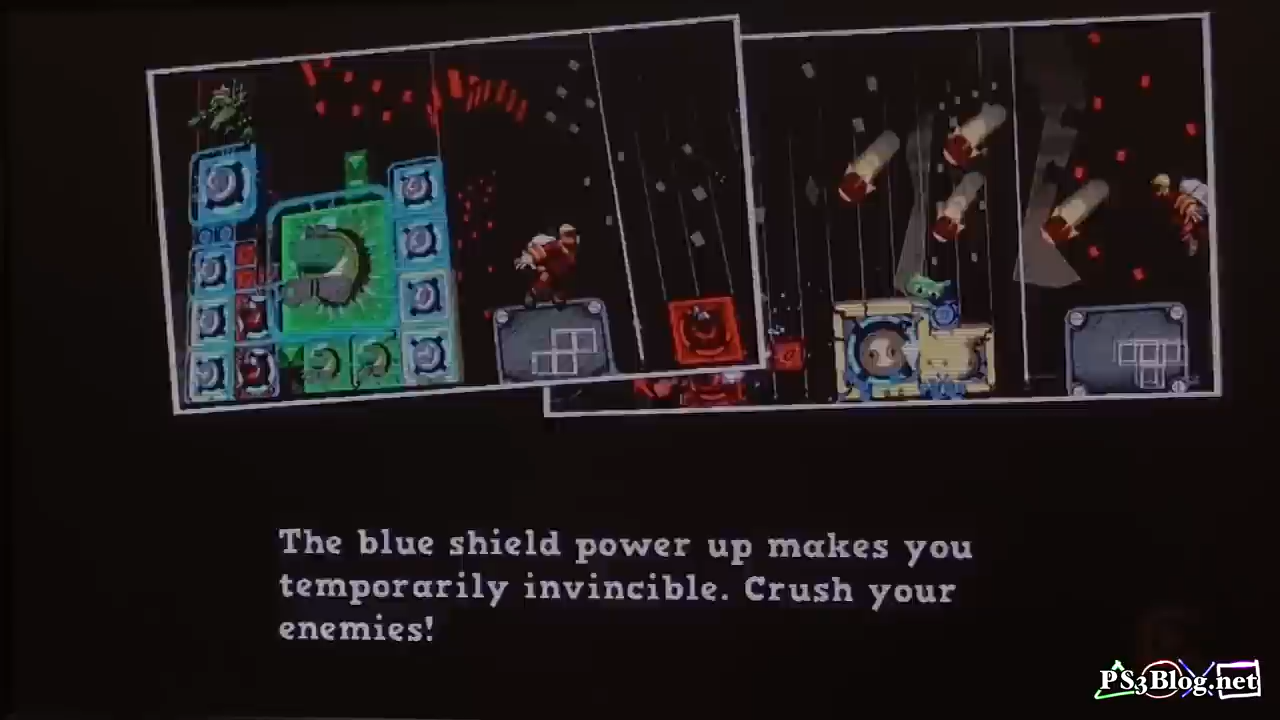 The blue shield power up makes you
temporarily invincible. Crush your
enemies!
PS3Blog.net